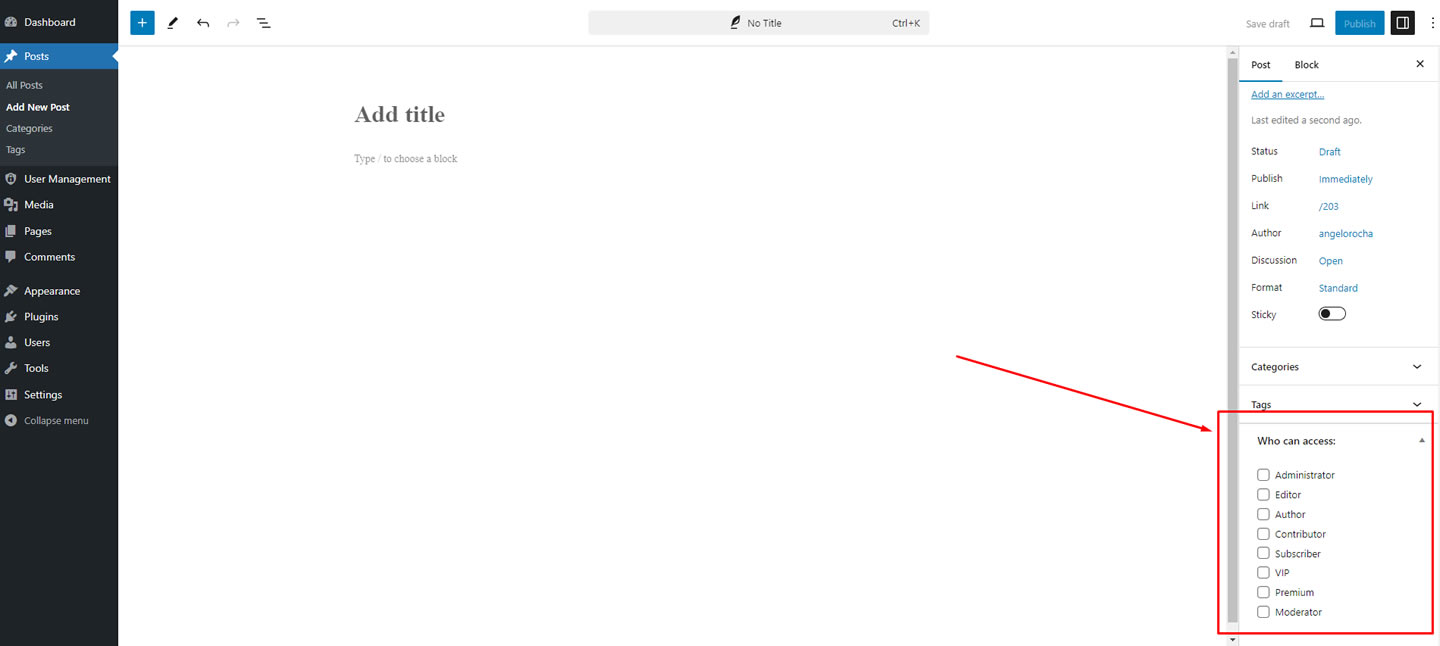 Dashboard
Posts
All Posts
Add New Post
Categories
Tags
User Management
Media
Pages
Comments
Appearance
Plugins
Users
Tools
Settings
Collapse menu
No Title Ctrl+K
Save draft Publish
Add title
Type / to choose a block
Post Block
Add an excerpt...
Last edited a second ago.
Status Draft
Publish Immediately
Link /203
Author angelorocha
Discussion Open
Format Standard
Sticky
Categories
Tags
Who can access:
Administrator
Editor
Author
Contributor
Subscriber
VIP
Premium
Moderator